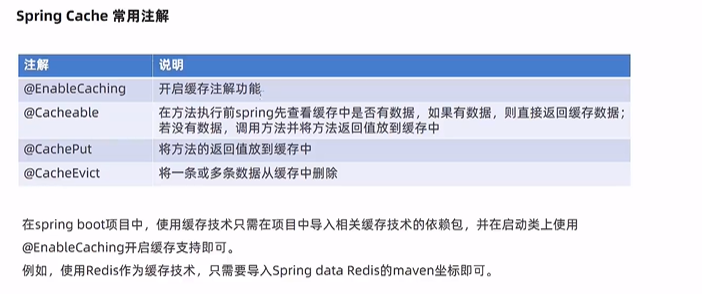 Spring Cache 常用注解
注解 说明
@EnableCaching 开启缓存注解功能
@Cacheable 在方法执行前spring先查看缓存中是否有数据，如果有数据，则直接返回缓存数据；
若没有数据，调用方法并将方法返回值放到缓存中
@CachePut 将方法的返回值放到缓存中
@CacheEvict 将一条或多条数据从缓存中删除
在spring boot项目中，使用缓存技术只需在项目中导入相关缓存技术的依赖包，并在启动类上使用
@EnableCaching开启缓存支持即可。
例如，使用Redis作为缓存技术，只需要导入Spring data Redis的maven坐标即可。